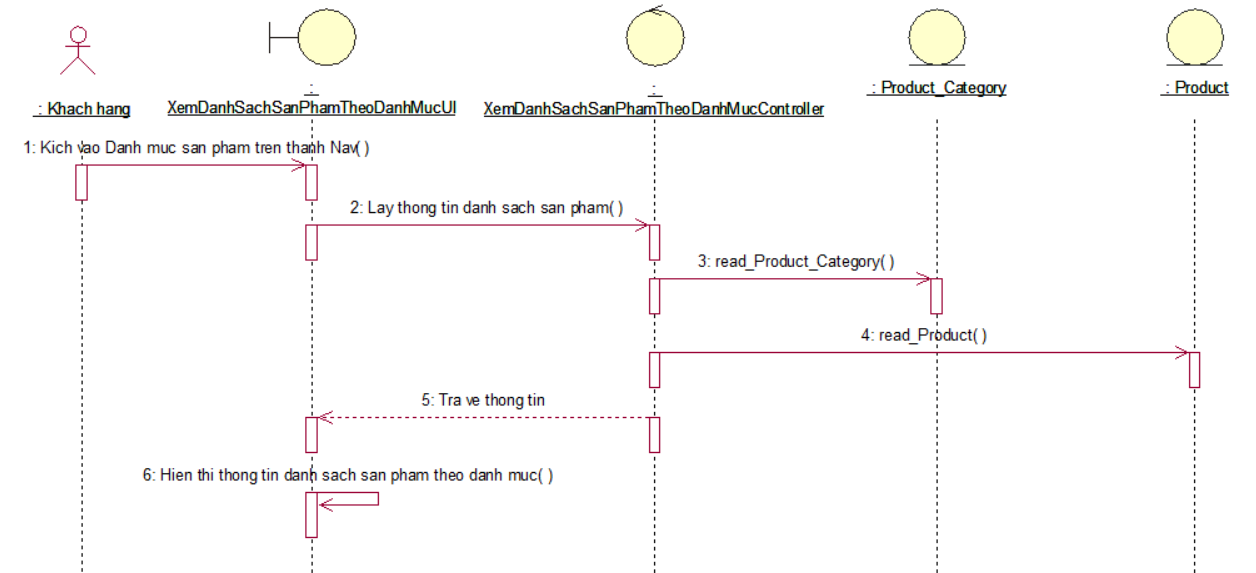 : Khach hang
:
XemDanhSachSanPhamTheoDanhMucUI
:
XemDanhSachSanPhamTheoDanhMucController
: Product_Category
: Product
1: Kich vao Danh muc san pham tren thanh Nav( )
2: Lay thong tin danh sach san pham( )
3: read_Product_Category( )
4: read_Product( )
5: Tra ve thong tin
6: Hien thi thong tin danh sach san pham theo danh muc( )